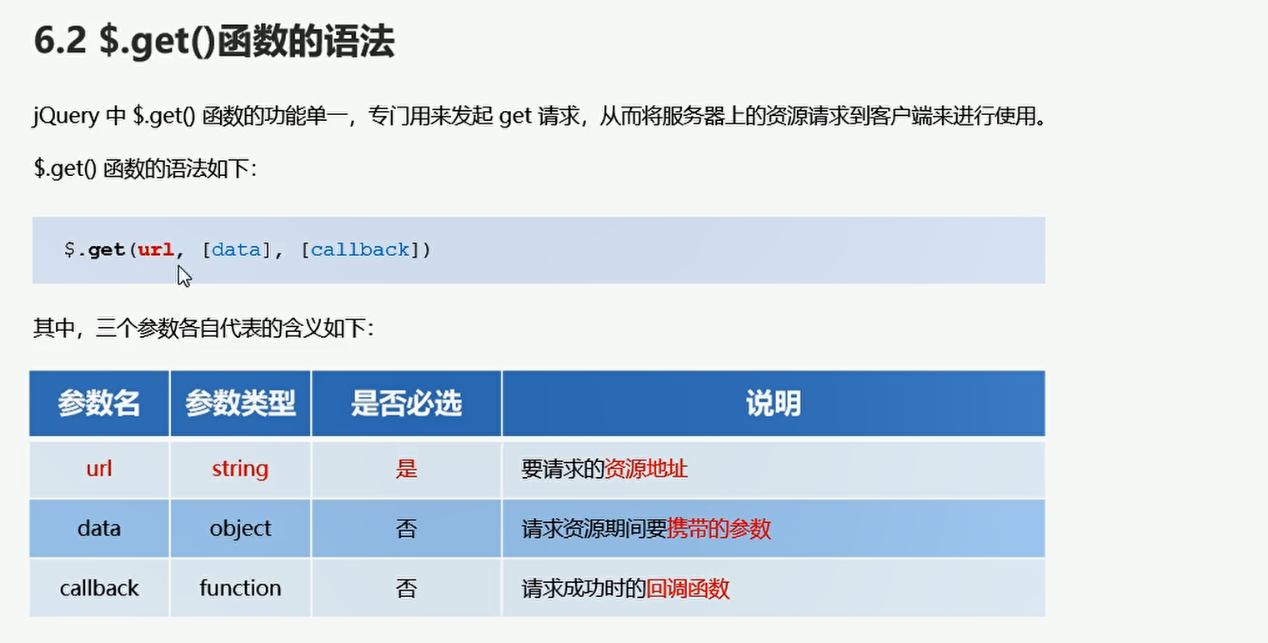 6.2 $.get()函数的语法
jQuery 中 $.get() 函数的功能单一，专门用来发起 get 请求，从而将服务器上的资源请求到客户端来进行使用。
$.get() 函数的语法如下：
$.get(url, [data], [callback])
其中，三个参数各自代表的含义如下：
参数名 参数类型 是否必选 说明
url string 是 要请求的资源地址
data object 否 请求资源期间要携带的参数
callback function 否 请求成功时的回调函数